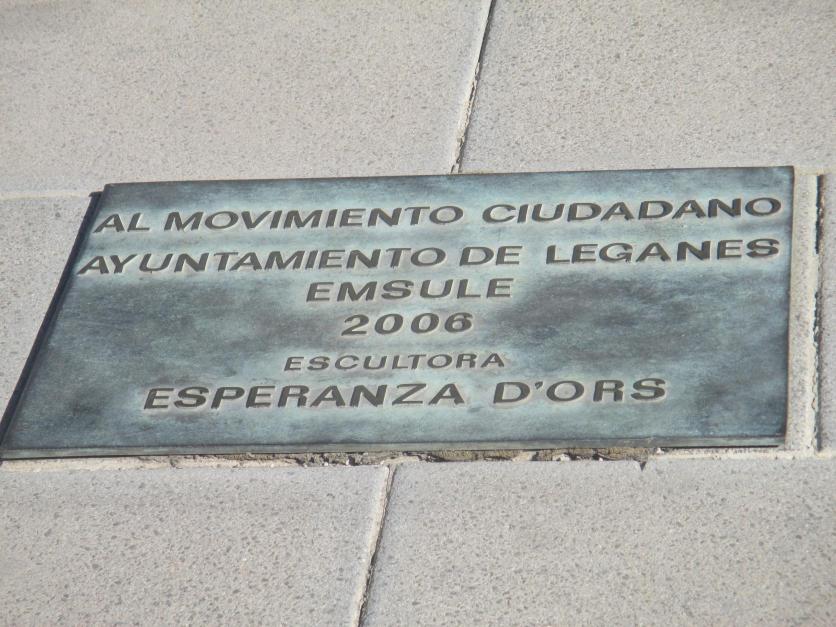 AL MOVIMIENTO CIUDADANO
AYUNTAMIENTO DE LEGANES
EMSULE
2006
ESCULTORA
ESPERANZA D'ORS